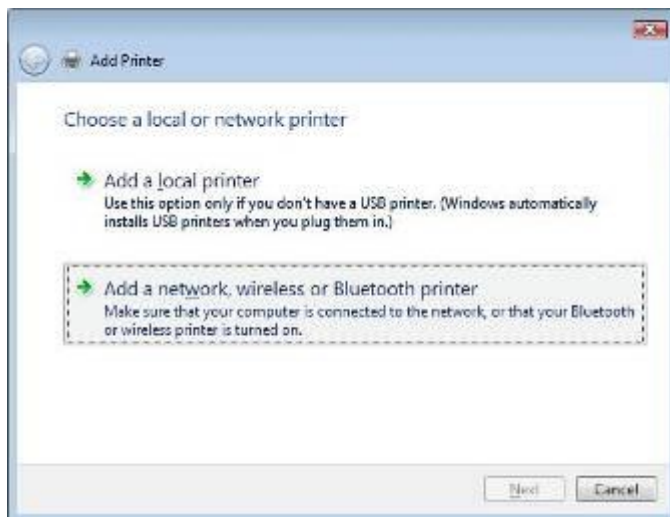 Add Printer
Choose a local or network printer
Add a local printer
Use this option only if you don't have a USB printer. (Windows automatically
installs USB printers when you plug them in.)
Add a network, wireless or Bluetooth printer
Make sure that your computer is connected to the network, or that your Bluetooth
or wireless printer is turned on.
Next
Cancel